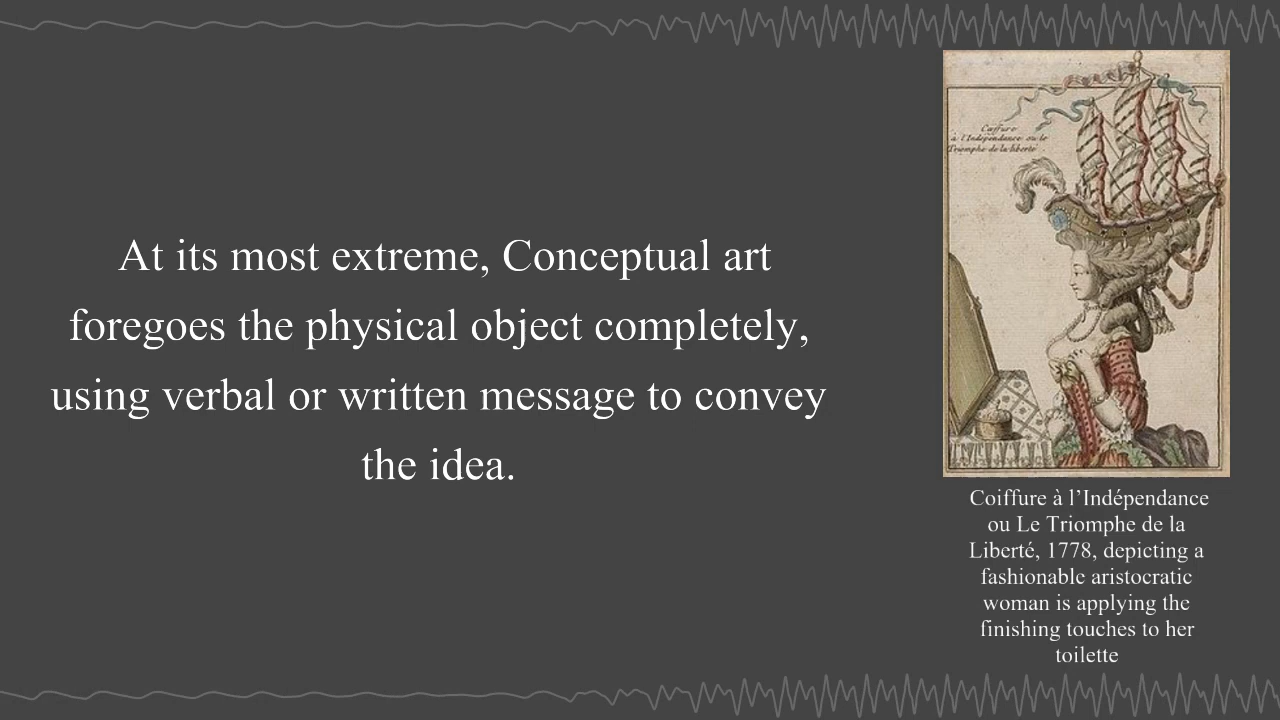 At its most extreme, Conceptual art
foregoes the physical object completely,
using verbal or written message to convey
the idea.
Coiffure
à l'Indépendance ou le
Triomphe de la liberté .
Coiffure à l’Indépendance
ou Le Triomphe de la
Liberté, 1778, depicting a
fashionable aristocratic
woman is applying the
finishing touches to her
toilette